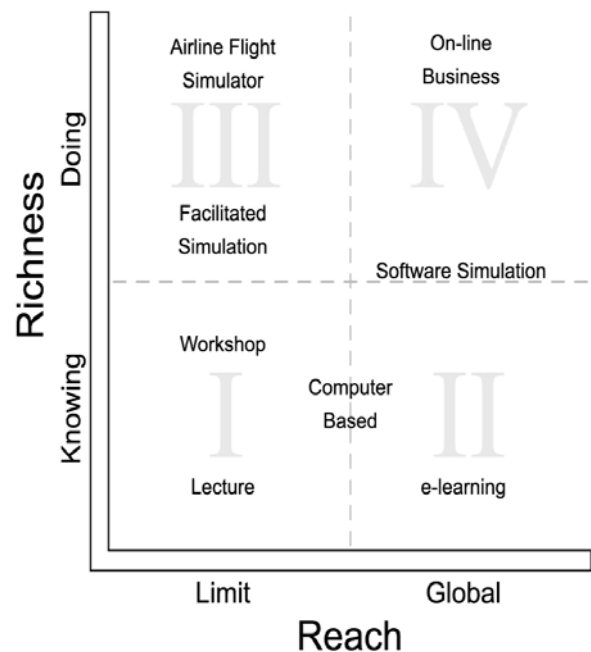 Airline Flight
Simulator
On-line
Business
III
IV
Facilitated
Simulation
Software Simulation
Doing
Richness
Knowing
Workshop
Computer
Based
I
II
Lecture
e-learning
Limit
Global
Reach